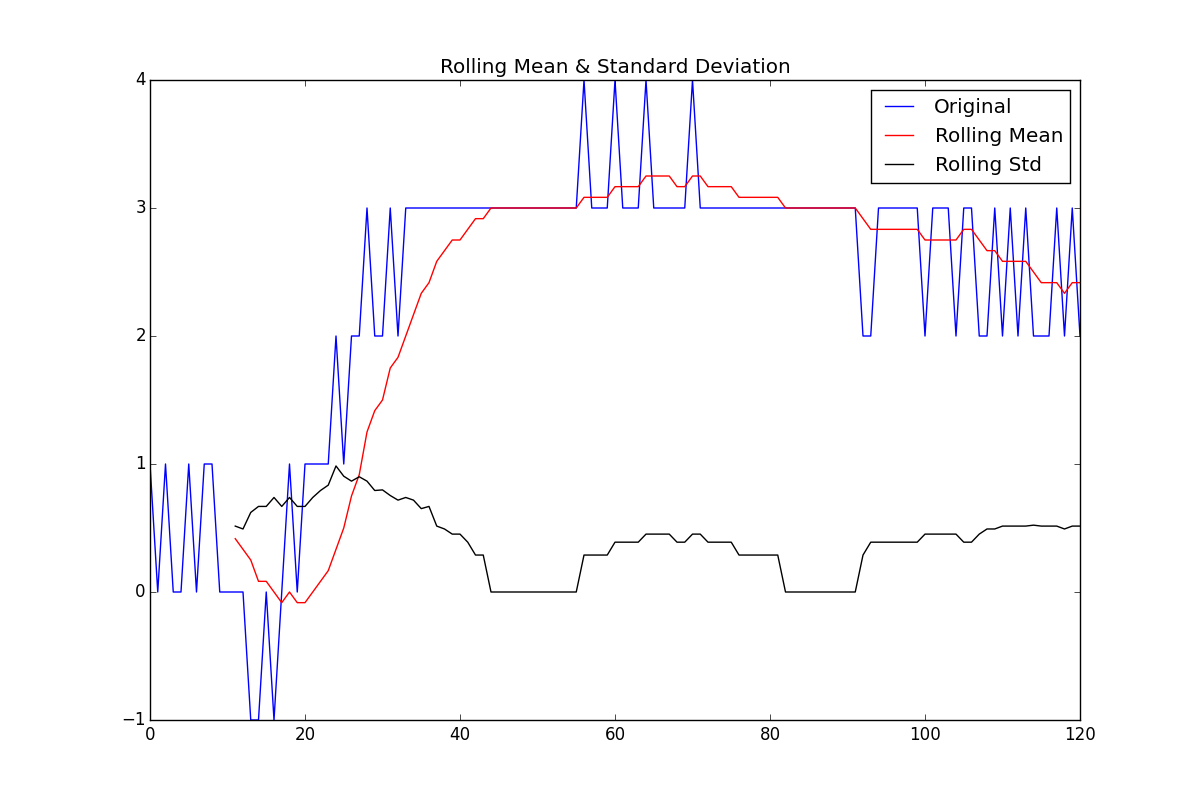 Rolling Mean & Standard Deviation
4
3
2
1
0
−1
0 20 40 60 80 100 120
Original
Rolling Mean
Rolling Std